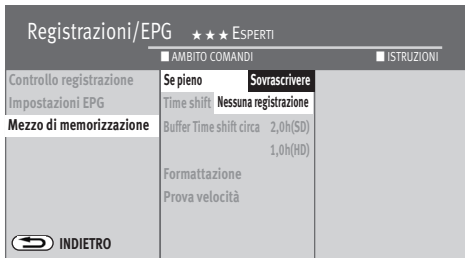 Registrazioni/EPG ★ ★ ★ ESPERTI
AMBITO COMANDI ISTRUZIONI
Controllo registrazione
Impostazioni EPG
Mezzo di memorizzazione
Se pieno Sovrascrivere
Time shift Nessuna registrazione
Buffer Time shift circa 2,0h(SD)
1,0h(HD)
Formattazione
Prova velocità
INDIETRO